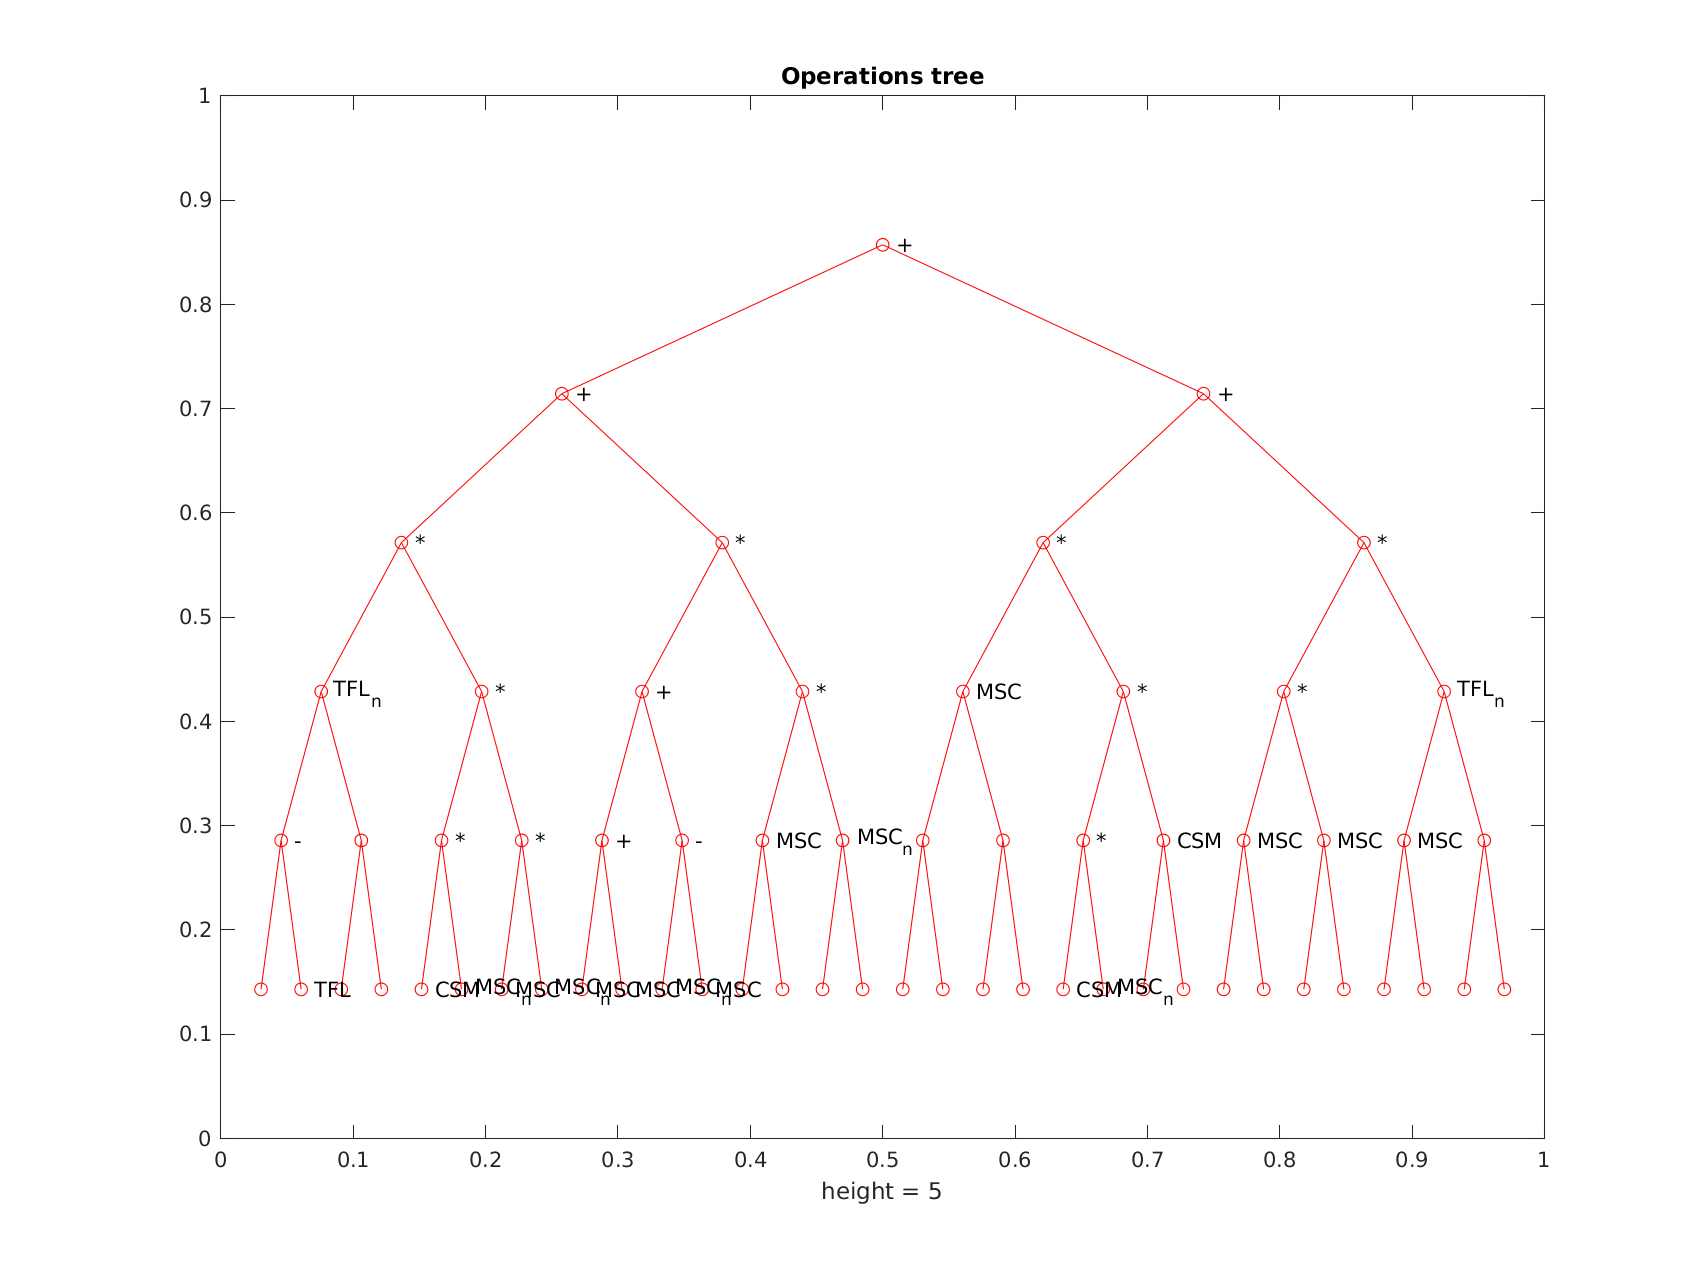 Operations tree
1
+
0.9
0.8
+ +
0.7
0.6
* * * *
0.5
TFLn * + * MSC * * TFLn
0.4
- * * + - MSC MSCn * CSM MSC MSC MSC
0.3
0.2
TFL CSM MSCn MSC MSCn MSC MSC MSCn MSC CSM MSCn
0.1
0
0 0.1 0.2 0.3 0.4 0.5 0.6 0.7 0.8 0.9 1
height = 5